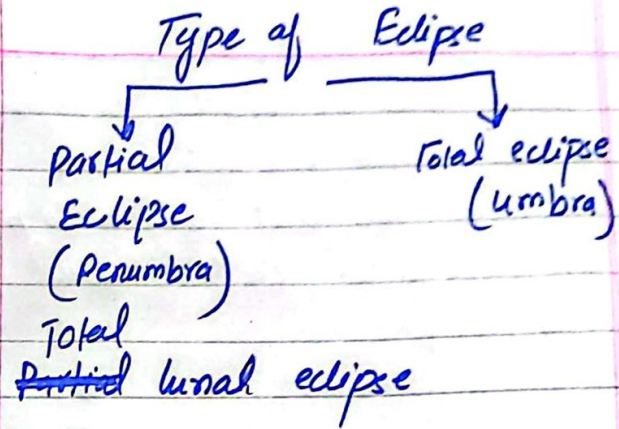 Type of Eclipse
Partial
Eclipse
(Penumbra)
Total eclipse
(umbra)
Total
Partial lunal eclipse